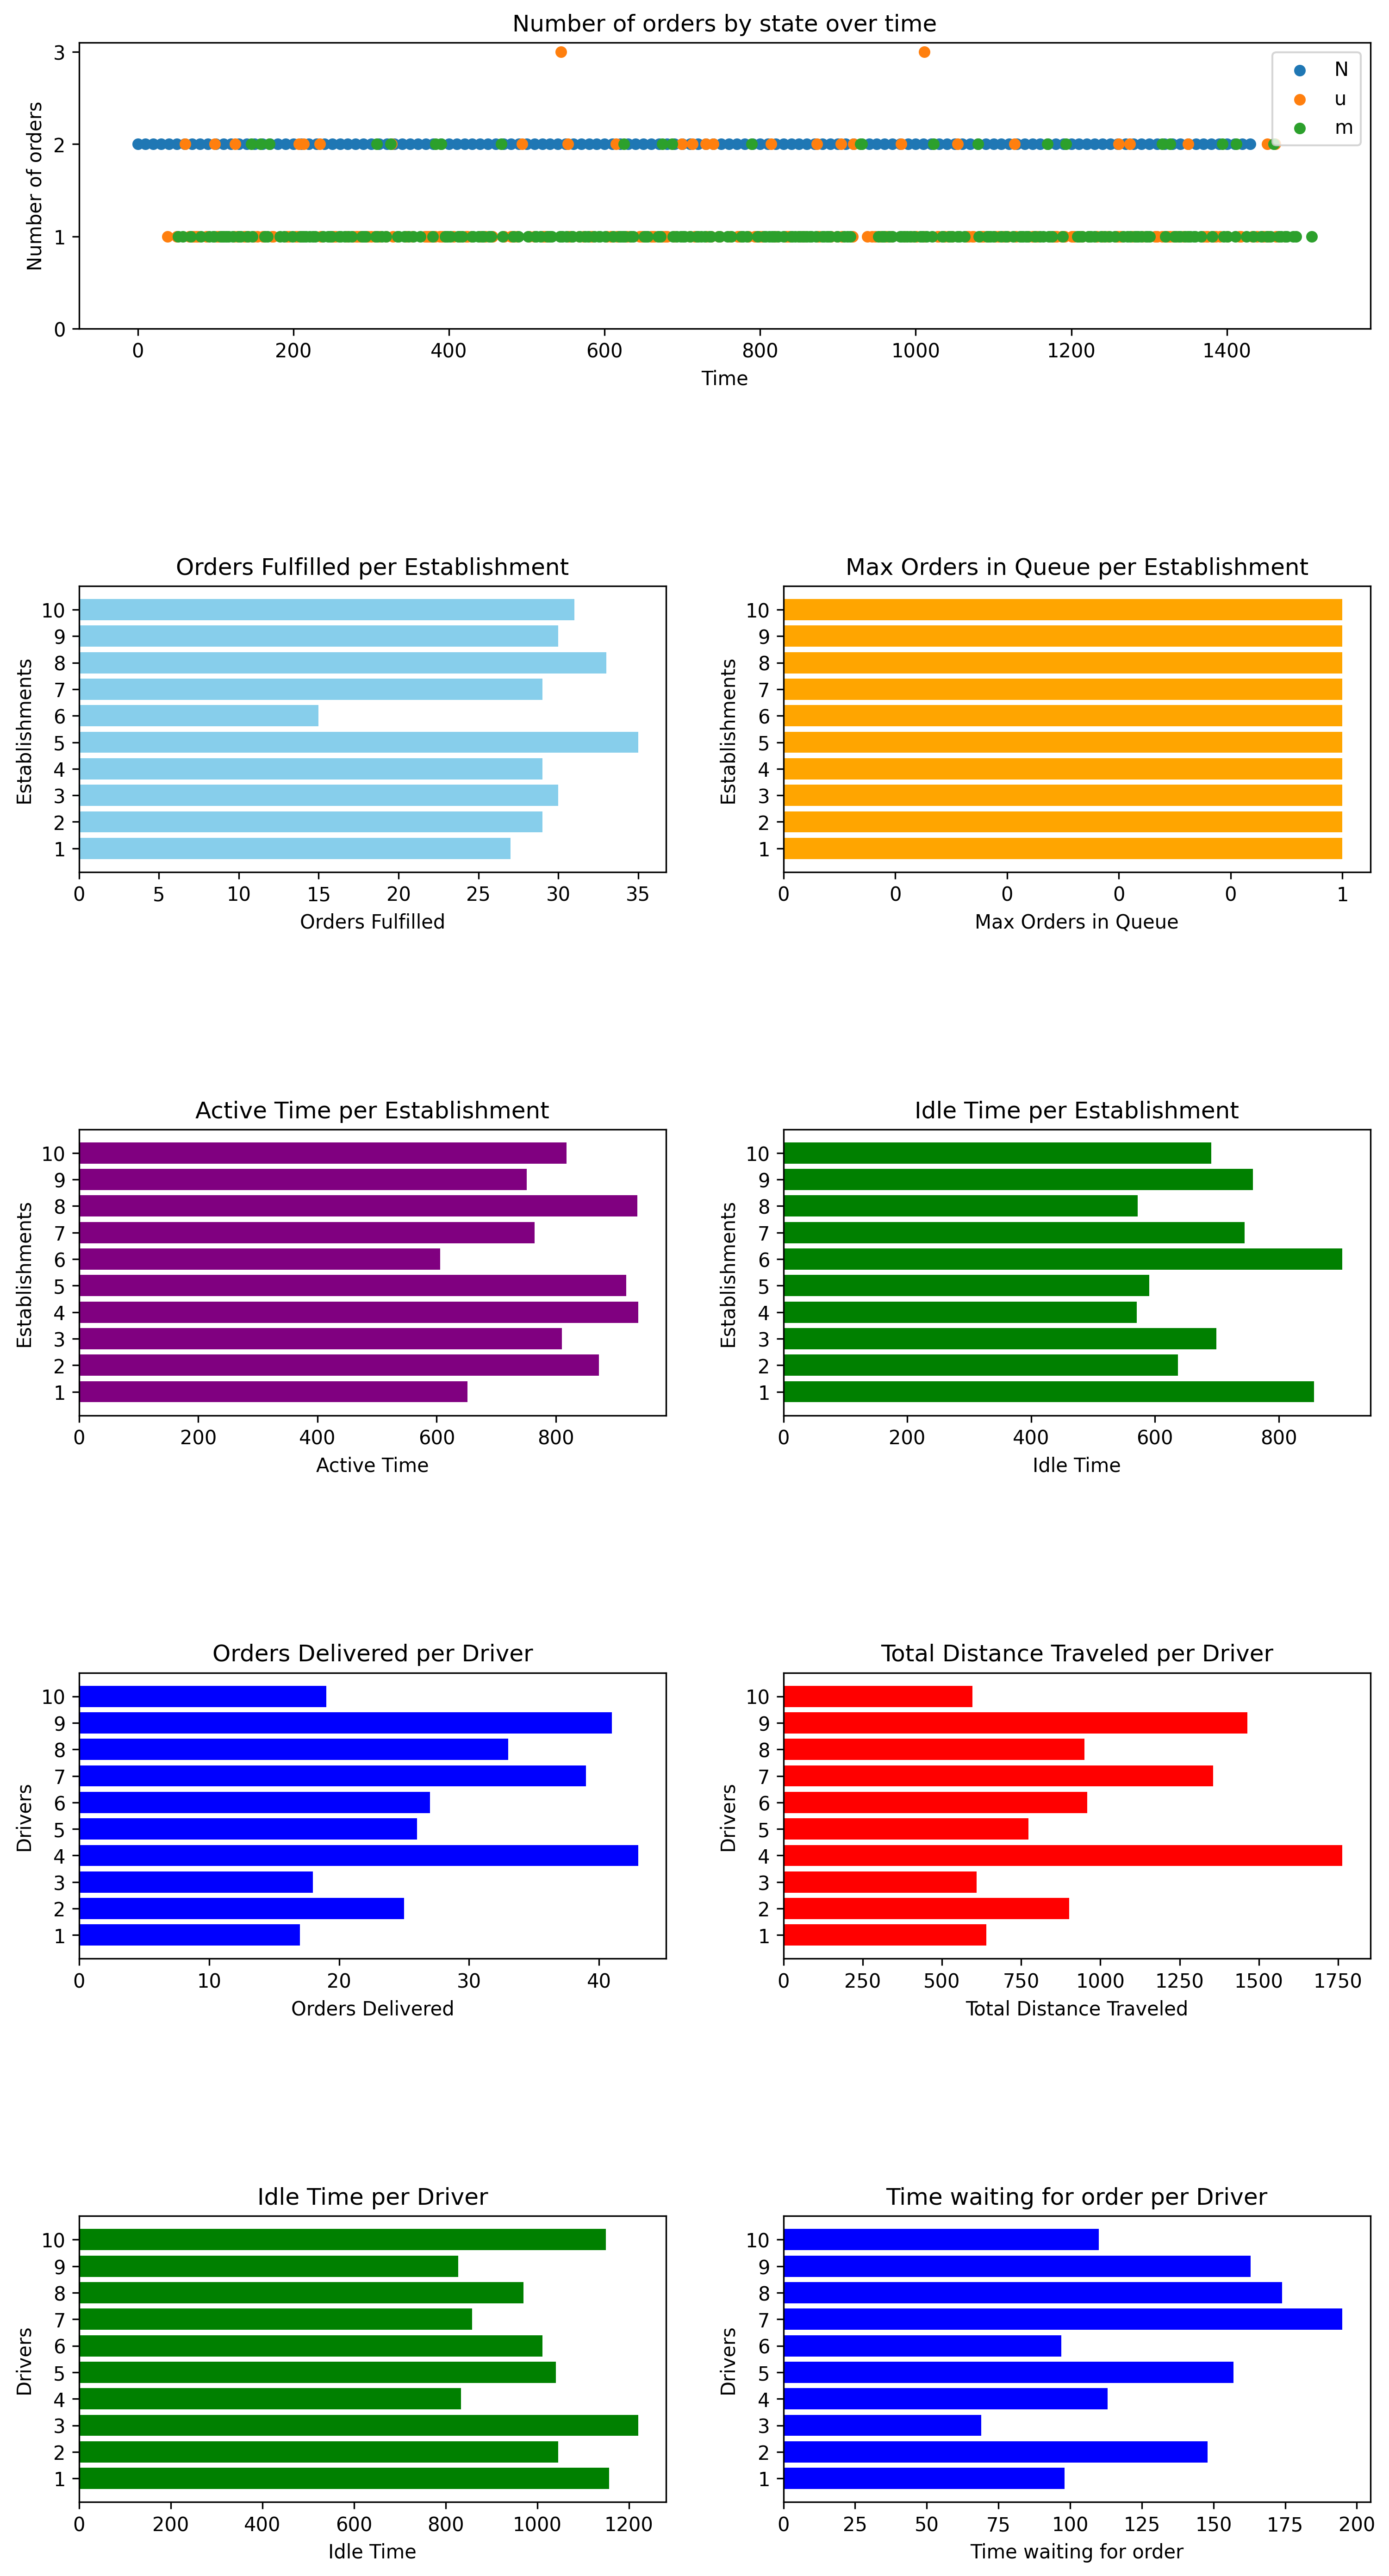 Number of orders by state over time
Number of orders
3
2
1
0
N
u
m
0 200 400 600 800 1000 1200 1400
Time
Orders Fulfilled per Establishment
Establishments
10
9
8
7
6
5
4
3
2
1
0 5 10 15 20 25 30 35
Orders Fulfilled
Max Orders in Queue per Establishment
Establishments
10
9
8
7
6
5
4
3
2
1
0 0 0 0 0 1
Max Orders in Queue
Active Time per Establishment
Establishments
10
9
8
7
6
5
4
3
2
1
0 200 400 600 800
Active Time
Idle Time per Establishment
Establishments
10
9
8
7
6
5
4
3
2
1
0 200 400 600 800
Idle Time
Orders Delivered per Driver
Drivers
10
9
8
7
6
5
4
3
2
1
0 10 20 30 40
Orders Delivered
Total Distance Traveled per Driver
Drivers
10
9
8
7
6
5
4
3
2
1
0 250 500 750 1000 1250 1500 1750
Total Distance Traveled
Idle Time per Driver
Drivers
10
9
8
7
6
5
4
3
2
1
0 200 400 600 800 1000 1200
Idle Time
Time waiting for order per Driver
Drivers
10
9
8
7
6
5
4
3
2
1
0 25 50 75 100 125 150 175 200
Time waiting for order